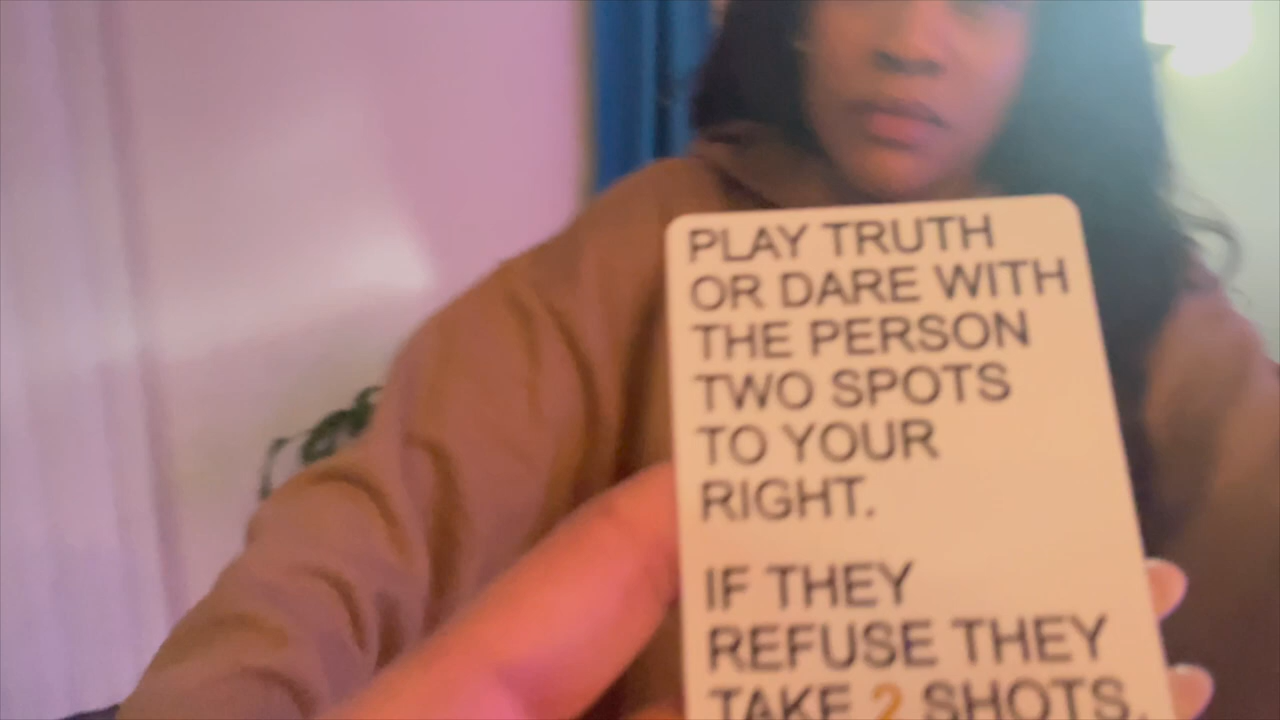 PLAY TRUTH
OR DARE WITH
THE PERSON
TWO SPOTS
TO YOUR
RIGHT.
IF THEY
REFUSE THEY
TAKE 2 SHOTS.